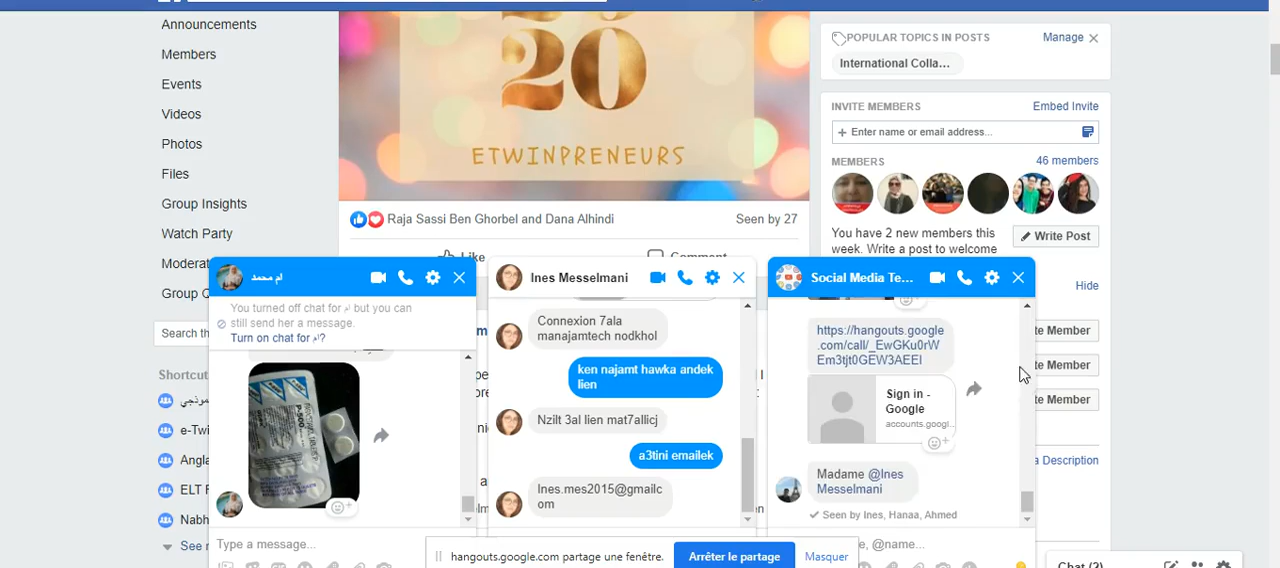 Announcements
Members
Events
Videos
Photos
Files
Group Insights
Watch Party
Moderat
Group Q
Search th
Shortcut
e-Twi
Angla
ELT F
Nabh
See
20
ETWINPRENEURS
Raja Sassi Ben Ghorbel and Dana Alhindi
Seen by 27
Like
Comment
POPULAR TOPICS IN POSTS
Manage
International Colla...
INVITE MEMBERS
Embed Invite
+ Enter name or email address...
MEMBERS
46 members
You have 2 new members this
week. Write a post to welcome
Write Post
Hide
te Member
te Member
te Member
a Description
ام محمد
You turned off chat for ام but you can
still send her a message.
Turn on chat for ام?
Type a message...
Ines Messelmani
Connexion 7ala
manajamtech nodkhol
ken najamt hawka andek
lien
Nzilt 3al lien mat7allicj
a3tini emailek
Ines.mes2015@gmailc
om
Social Media Te...
https://hangouts.google
.com/call/_EwGKu0rW
Em3tjt0GEW3AEEI
Sign in -
Google
accounts.googl...
Madame @Ines
Messelmani
Seen by Ines, Hanaa, Ahmed
, @name...
hangouts.google.com partage une fenêtre.
Arrêter le partage
Masquer
Chat (2)